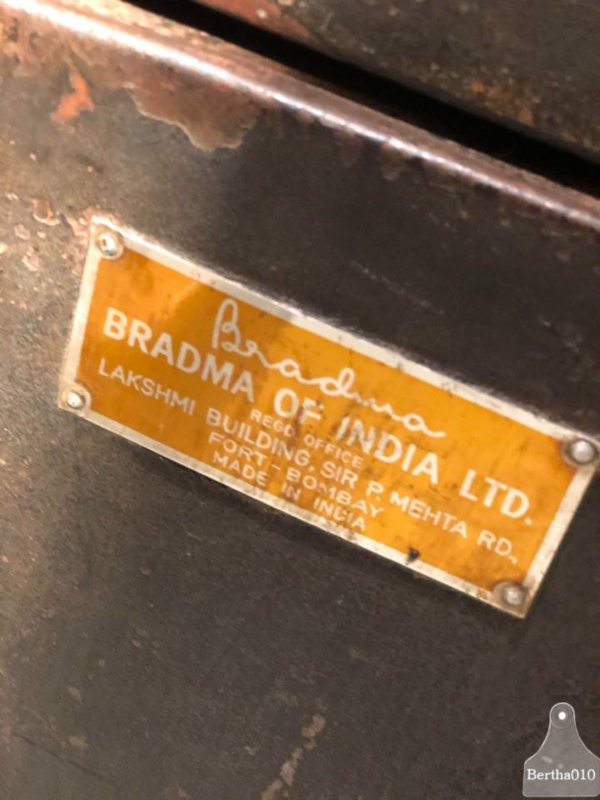 Bradma
BRADMA OF INDIA LTD.
REGD. OFFICE
LAKSHMI BUILDING, SIR P. MEHTA RD.,
FORT - BOMBAY
MADE IN INDIA
Bertha010